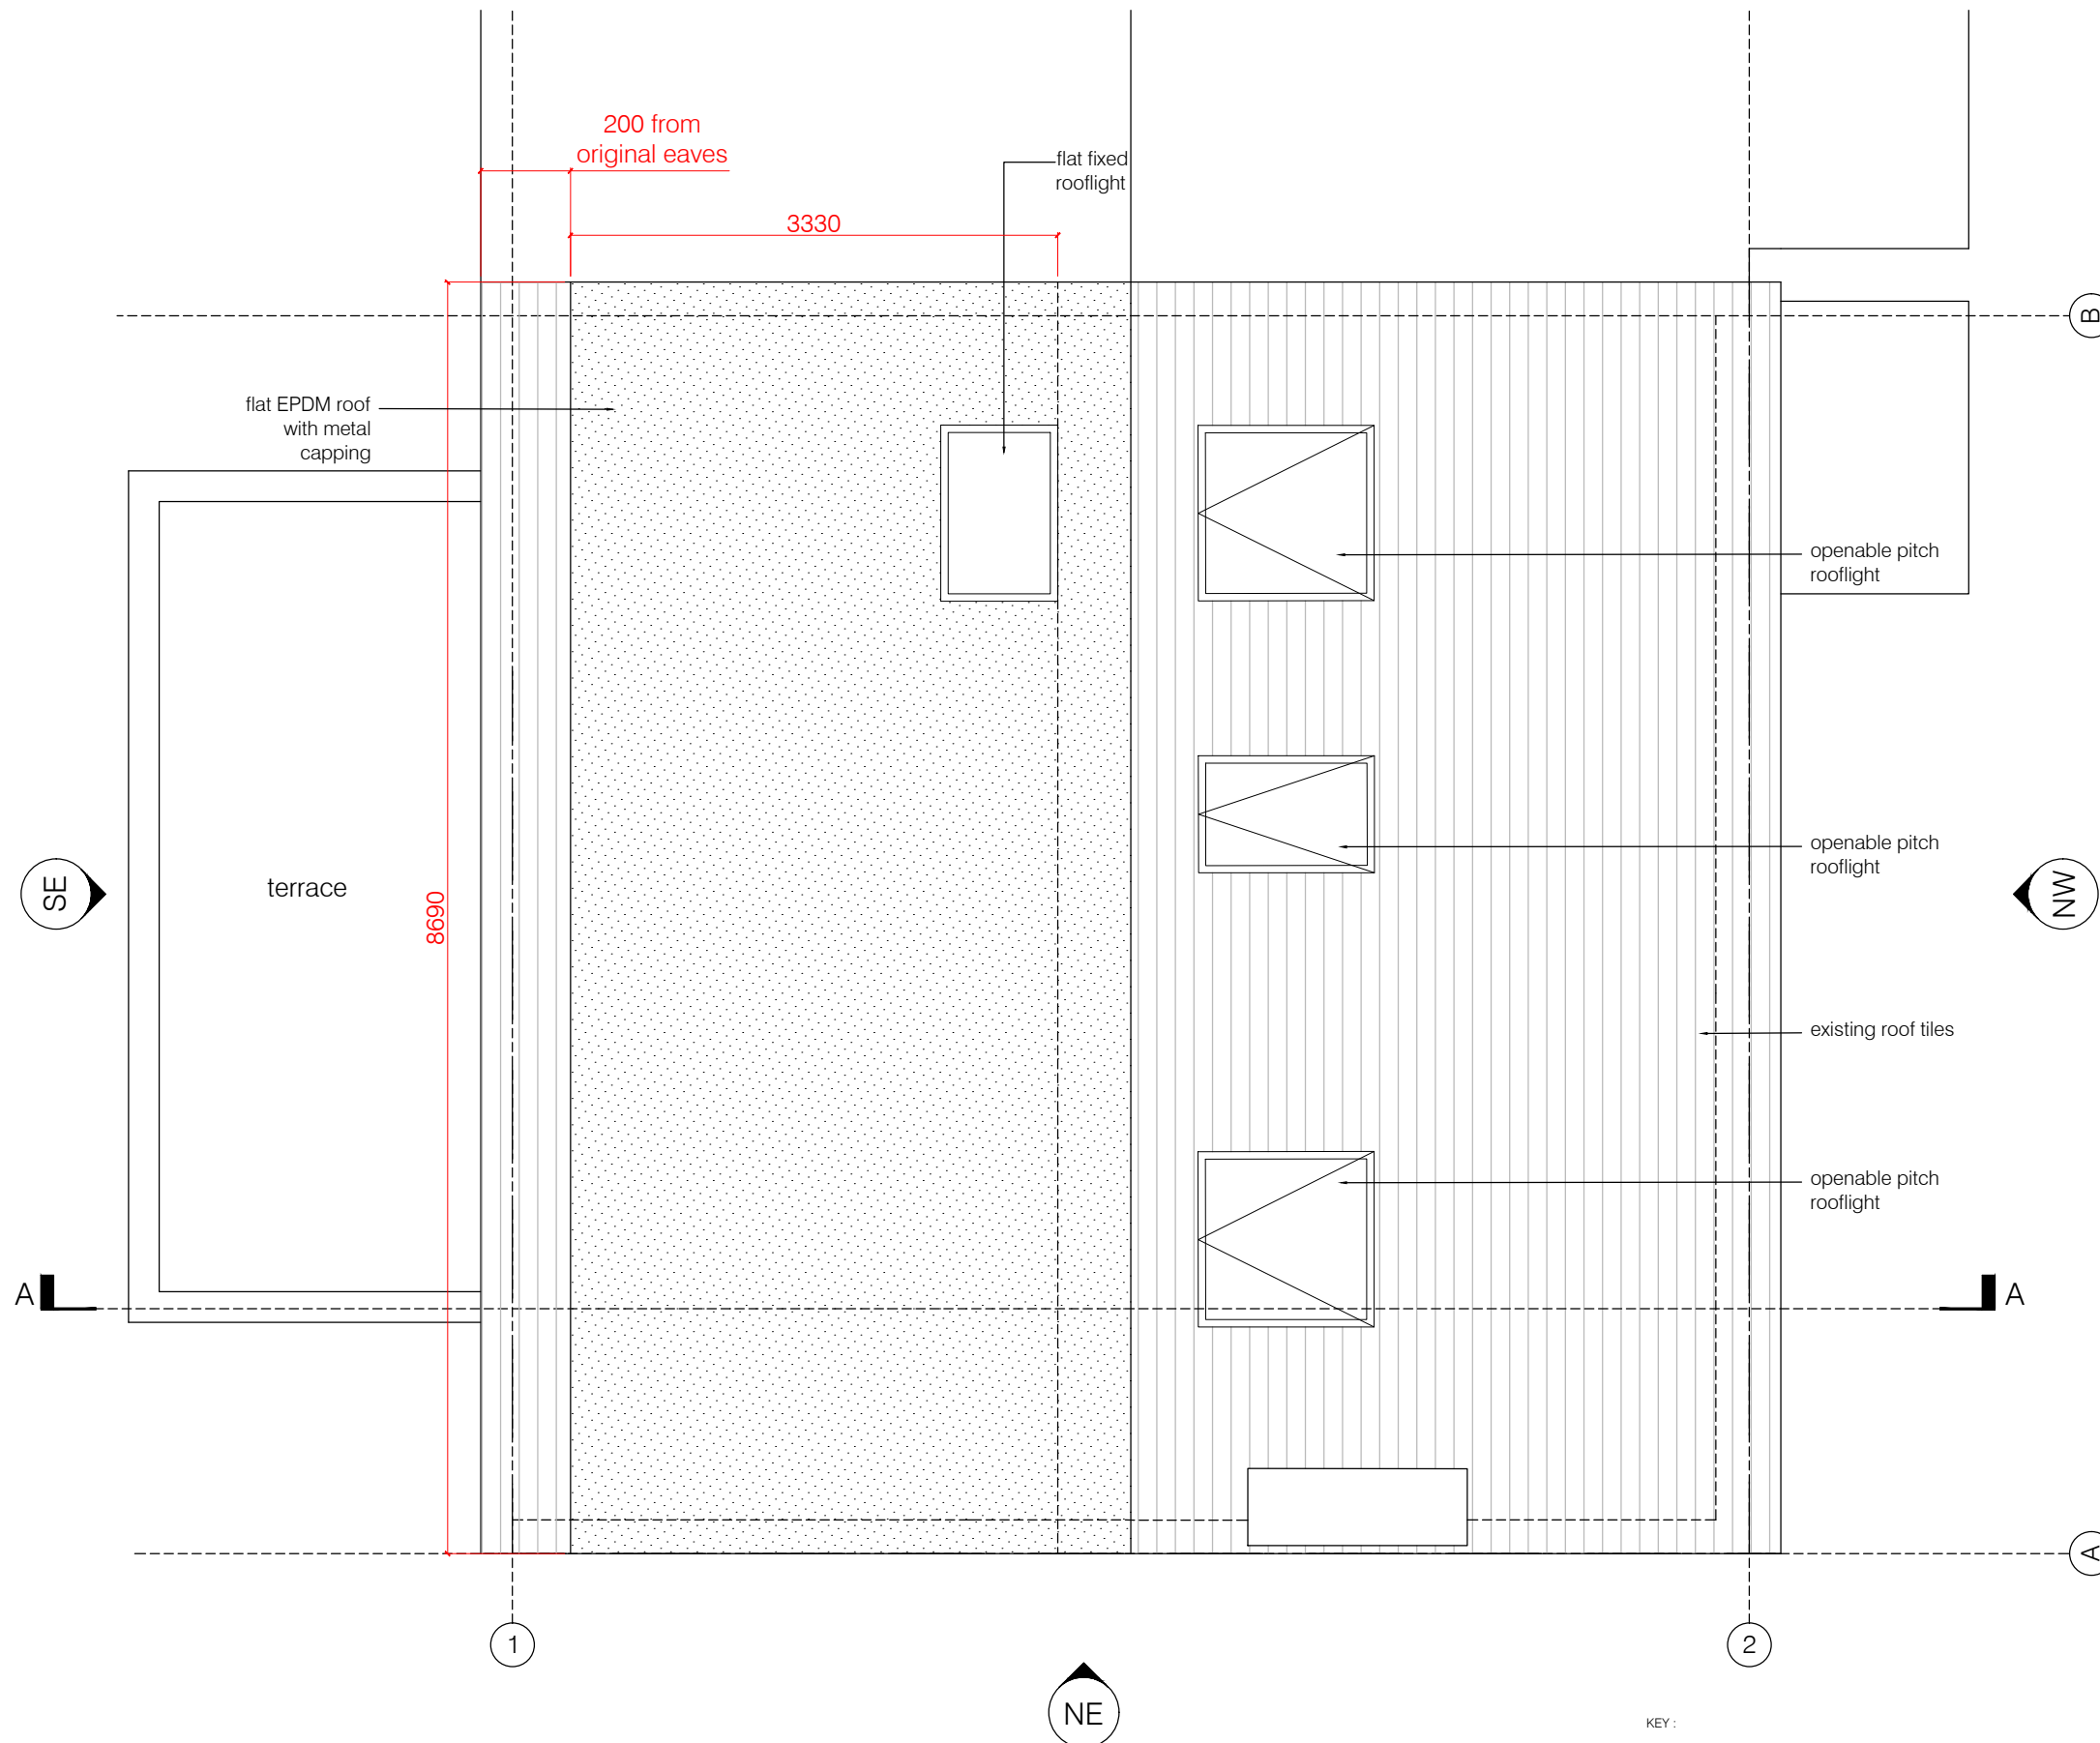 200 from
original eaves
flat fixed
rooflight
3330
B
flat EPDM roof
with metal
capping
openable pitch
rooflight
SE
terrace
8690
openable pitch
rooflight
NW
existing roof tiles
openable pitch
rooflight
A
A
A
1
2
NE
KEY :